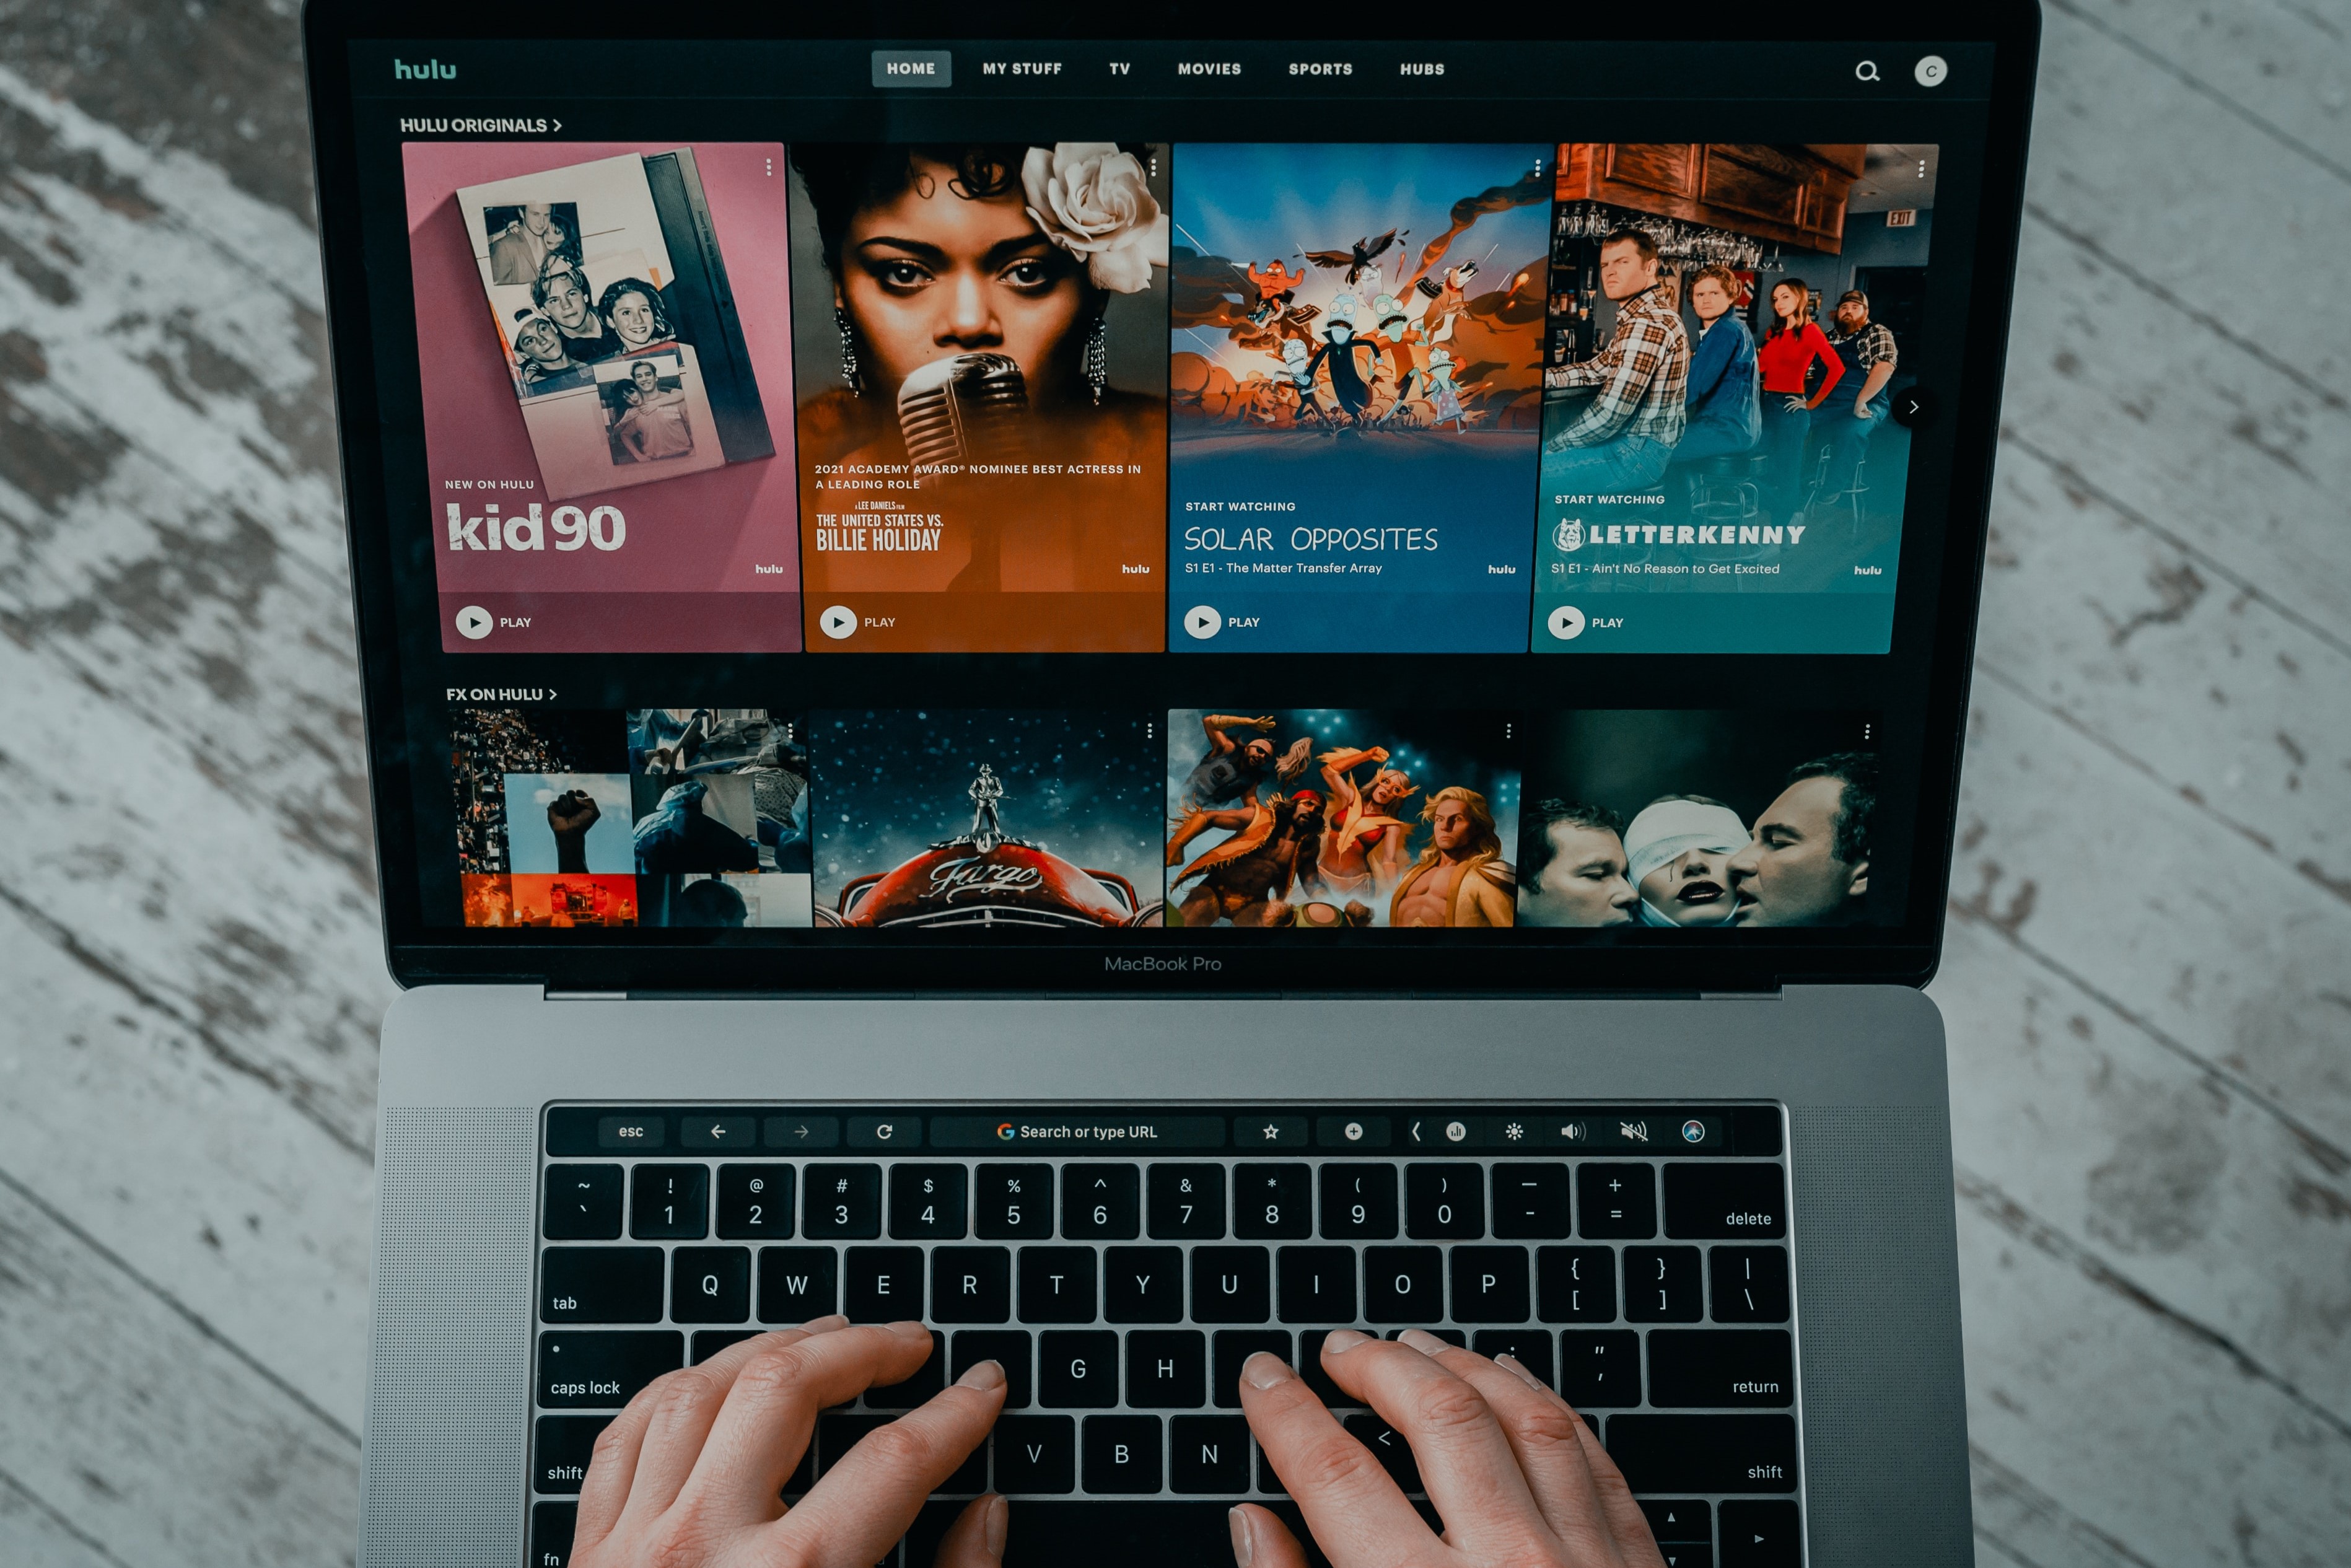 hulu
HOME MY STUFF TV MOVIES SPORTS HUBS
C
HULU ORIGINALS >
EXIT
NEW ON HULU
kid 90
hulu
PLAY
2021 ACADEMY AWARD® NOMINEE BEST ACTRESS IN
A LEADING ROLE
A LEE DANIELS FILM
THE UNITED STATES VS.
BILLIE HOLIDAY
hulu
PLAY
START WATCHING
SOLAR OPPOSITES
S1 E1 - The Matter Transfer Array
hulu
PLAY
START WATCHING
LETTERKENNY
S1 E1 - Ain't No Reason to Get Excited
hulu
PLAY
FX ON HULU >
Fargo
MacBook Pro
esc Search or type URL
~ ! @ # $ % ^ & * ( ) — +
` 1 2 3 4 5 6 7 8 9 0 - = delete
tab Q W E R T Y U I O P { [ } ] | \
caps lock G H : " ' return
shift V B N < shift
fn